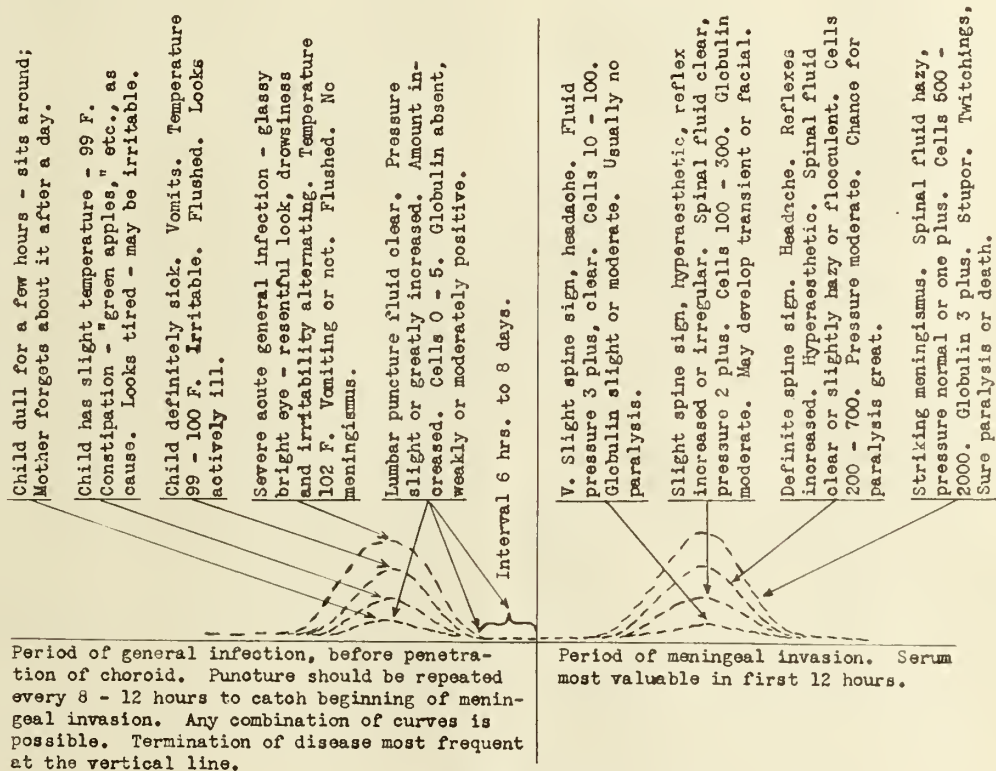 Child dull for a few hours - sits around;
Mother forgets about it after a day.
Child has slight temperature - 99 F.
Constipation - "green apples," etc., as
cause. Looks tired - may be irritable.
Child definitely sick. Vomits. Temperature
99 - 100 F. Irritable. Flushed. Looks
actively ill.
Severe acute general infection - glassy
bright eye - resentful look, drowsiness
and irritability alternating. Temperature
102 F. Vomiting or not. Flushed. No
meningismus.
Lumbar puncture fluid clear. Pressure
slight or greatly increased. Amount in-
creased. Cells 0 - 5. Globulin absent,
weakly or moderately positive.
Interval 6 hrs. to 8 days.
V. Slight spine sign, headache. Fluid
pressure 3 plus, clear. Cells 10 - 100.
Globulin slight or moderate. Usually no
paralysis.
Slight spine sign, hyperaesthetic, reflex
increased or irregular. Spinal fluid clear,
pressure 2 plus. Cells 100 - 300. Globulin
moderate. May develop transient or facial.
Definite spine sign. Headache. Reflexes
increased. Hyperaesthetic. Spinal fluid
clear or slightly hazy or flocculent. Cells
200 - 700. Pressure moderate. Chance for
paralysis great.
Striking meningismus. Spinal fluid hazy,
pressure normal or one plus. Cells 500 -
2000. Globulin 3 plus. Stupor. Twitchings,
Sure paralysis or death.
Period of general infection, before penetra-
tion of choroid. Puncture should be repeated
every 8 - 12 hours to catch beginning of menin-
geal invasion. Any combination of curves is
possible. Termination of disease most frequent
at the vertical line.
Period of meningeal invasion. Serum
most valuable in first 12 hours.